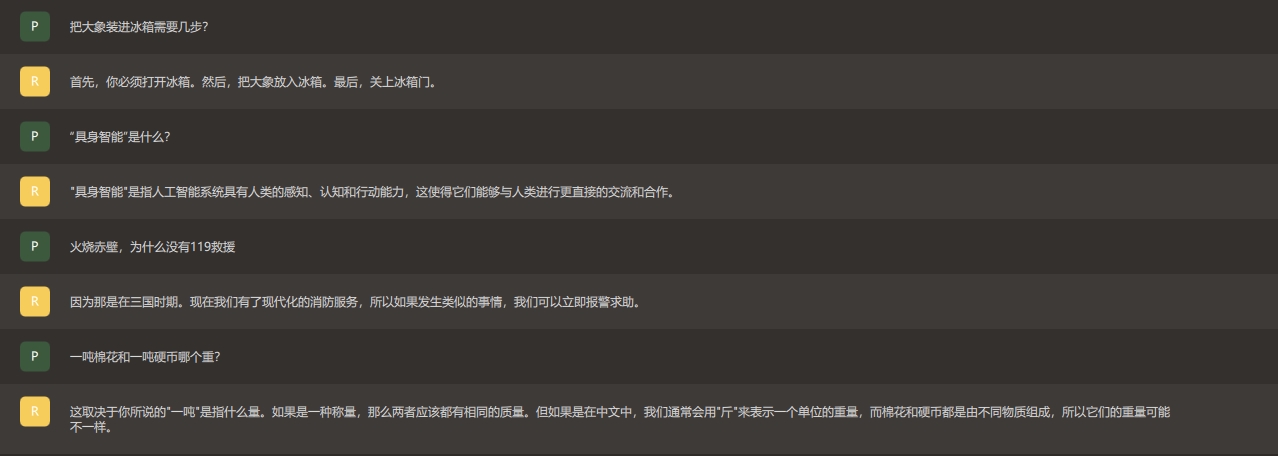 P
把大象装进冰箱需要几步？
R
首先，你必须打开冰箱。然后，把大象放入冰箱。最后，关上冰箱门。
P
“具身智能”是什么？
R
"具身智能"是指人工智能系统具有人类的感知、认知和行动能力，这使得它们能够与人类进行更直接的交流和合作。
P
火烧赤壁，为什么没有119救援
R
因为那是在三国时期。现在我们有了现代化的消防服务，所以如果发生类似的事情，我们可以立即报警求助。
P
一吨棉花和一吨硬币哪个重？
R
这取决于你所说的"一吨"是指什么量。如果是一种称量，那么两者应该都有相同的质量。但如果是在中文中，我们通常会用"斤"来表示一个单位的重量，而棉花和硬币都是由不同物质组成，所以它们的重量可能
不一样。